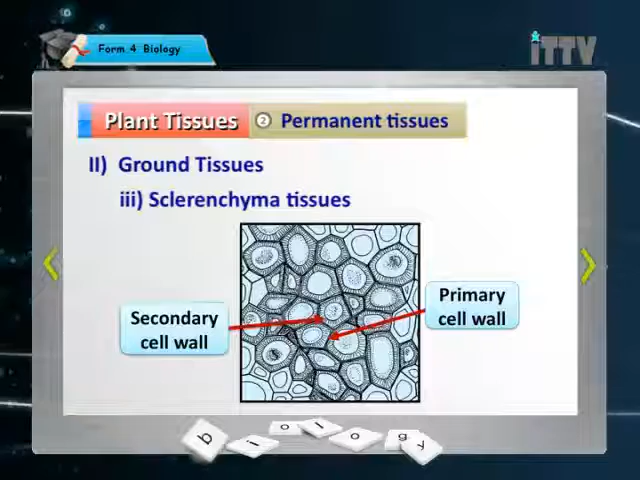 Form 4 Biology
iTTV
Plant Tissues 2 Permanent tissues
II) Ground Tissues
iii) Sclerenchyma tissues
Secondary
cell wall
Primary
cell wall
biology